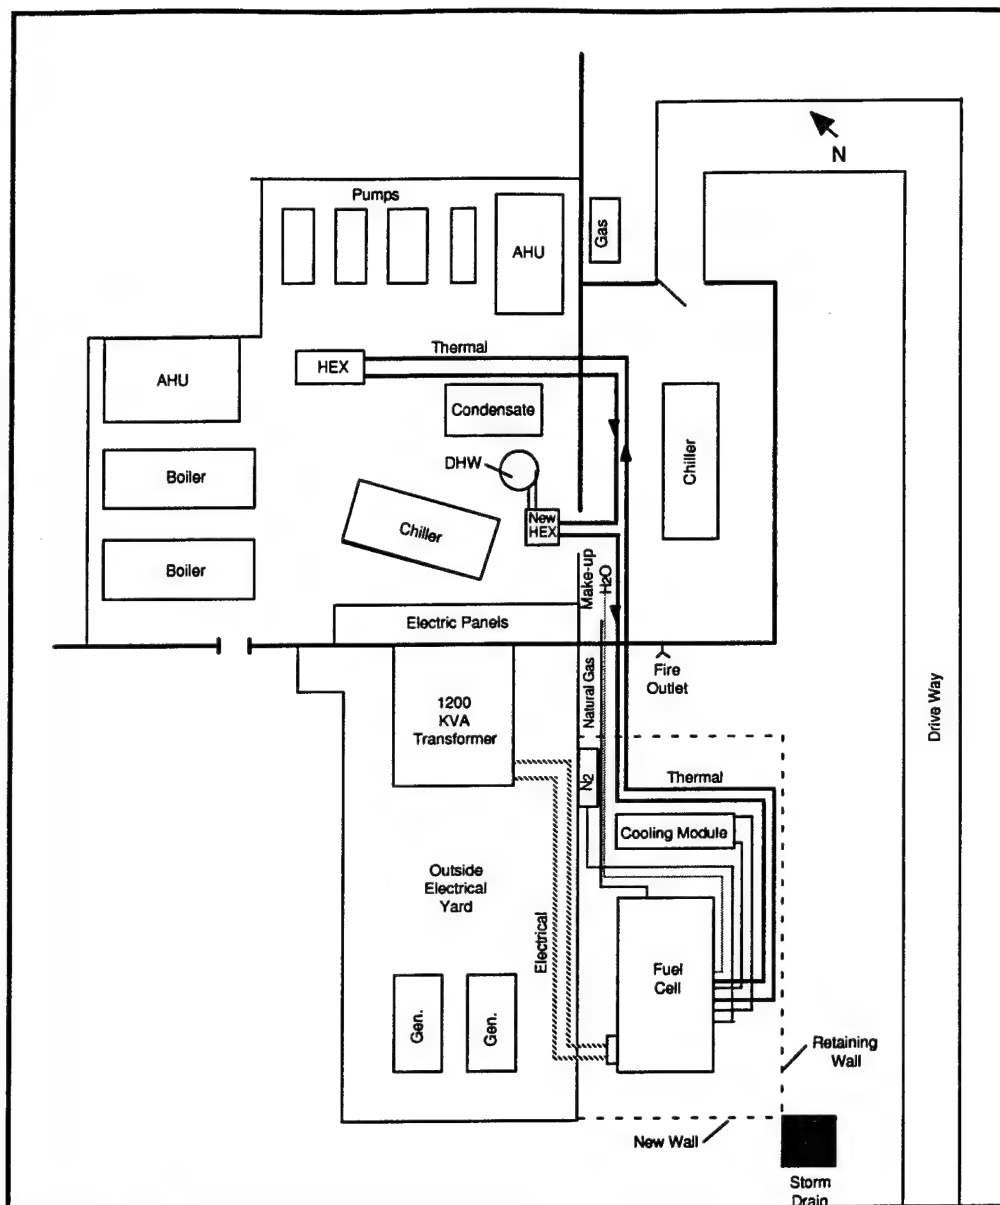 N
Pumps
AHU
Gas
Thermal
HEX
AHU
Condensate
Chiller
DHW
Boiler
New
HEX
Chiller
Make-up
H2O
Boiler
Electric Panels
Natural Gas
Fire
Outlet
1200
KVA
Transformer
Drive Way
N2
Thermal
Cooling Module
Outside
Electrical
Yard
Electrical
Fuel
Cell
Gen.
Gen.
Retaining
Wall
New Wall
Storm
Drain